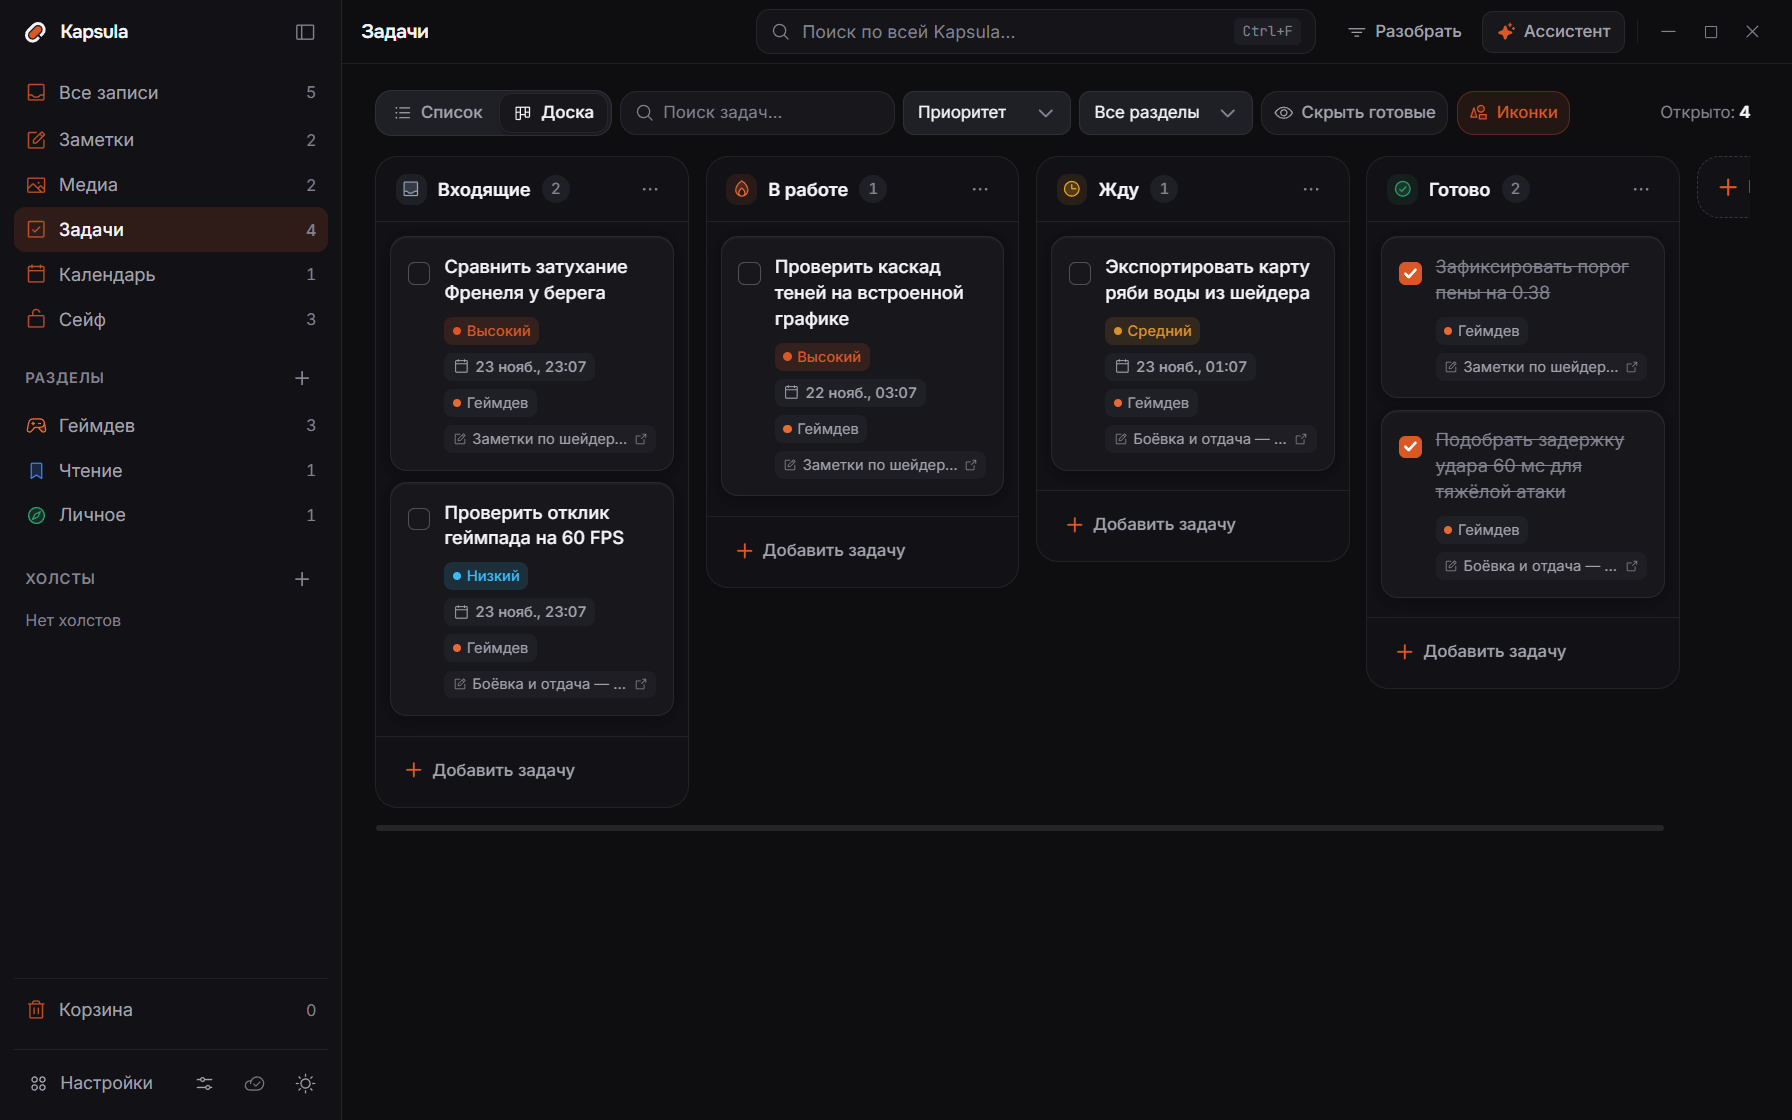 Kapsula
Все записи 5
Заметки 2
Медиа 2
Задачи 4
Календарь 1
Сейф 3
РАЗДЕЛЫ
Геймдев 3
Чтение 1
Личное 1
ХОЛСТЫ
Нет холстов
Корзина 0
Настройки
Задачи
Поиск по всей Kapsula... Ctrl+F
Разобрать
Ассистент
Список
Доска
Поиск задач...
Приоритет
Все разделы
Скрыть готовые
Иконки
Открыто: 4
Входящие 2
Сравнить затухание
Френеля у берега
Высокий
23 нояб., 23:07
Геймдев
Заметки по шейдер...
Проверить отклик
геймпада на 60 FPS
Низкий
23 нояб., 23:07
Геймдев
Боёвка и отдача — ...
Добавить задачу
В работе 1
Проверить каскад
теней на встроенной
графике
Высокий
22 нояб., 03:07
Геймдев
Заметки по шейдер...
Добавить задачу
Жду 1
Экспортировать карту
ряби воды из шейдера
Средний
23 нояб., 01:07
Геймдев
Боёвка и отдача — ...
Добавить задачу
Готово 2
Зафиксировать порог
пены на 0.38
Геймдев
Заметки по шейдер...
Подобрать задержку
удара 60 мс для
тяжёлой атаки
Геймдев
Боёвка и отдача — ...
Добавить задачу